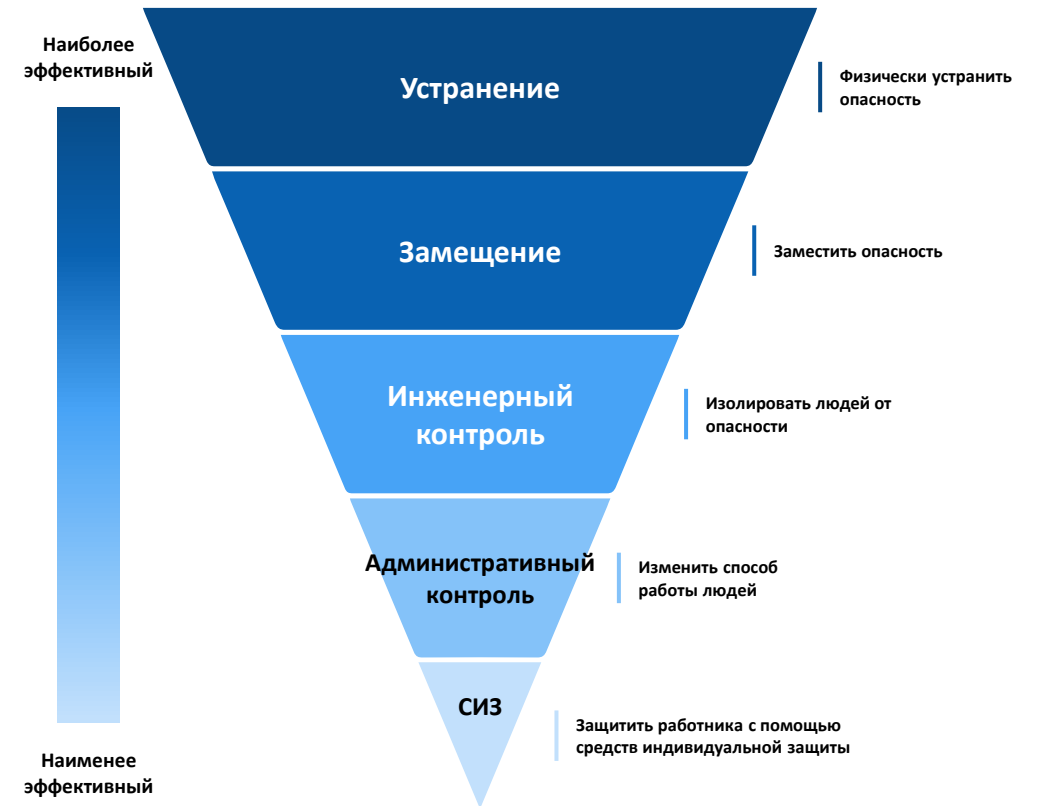 Наиболее
эффективный
Устранение
Физически устранить
опасность
Замещение
Заместить опасность
Инженерный
контроль
Изолировать людей от
опасности
Административный
контроль
Изменить способ
работы людей
СИЗ
Защитить работника с помощью
средств индивидуальной защиты
Наименее
эффективный